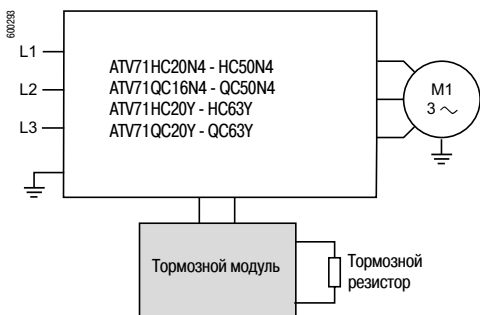 600293
L1
L2
L3
ATV71HC20N4 - HC50N4
ATV71QC16N4 - QC50N4
ATV71HC20Y - HC63Y
ATV71QC20Y - QC63Y
M1
3 ~
Тормозной модуль
Тормозной
резистор